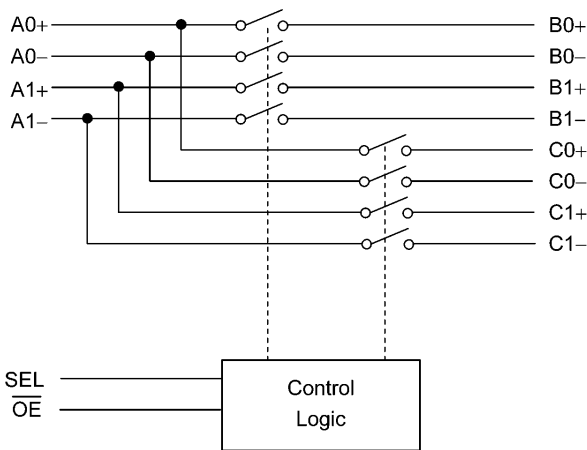 A0+ B0+
A0− B0−
A1+ B1+
A1− B1−
C0+
C0−
C1+
C1−
SEL
OE
Control
Logic